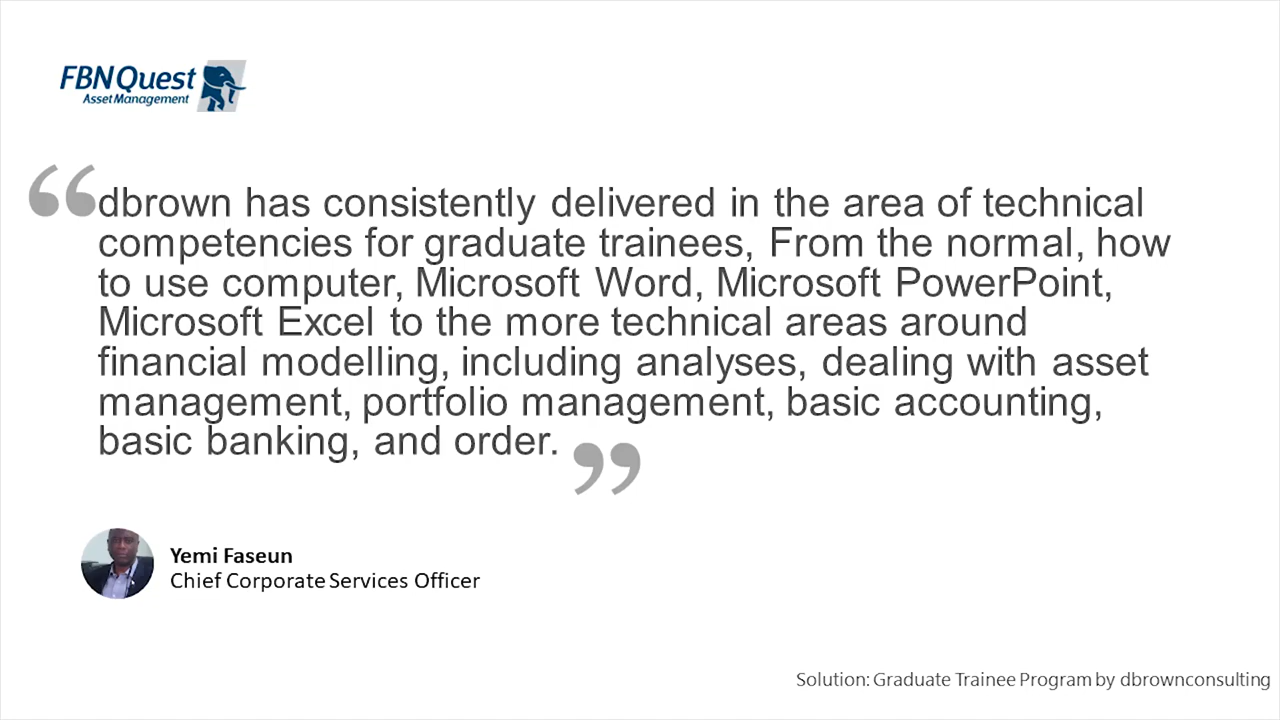 FBNQuest
Asset Management
“dbrown has consistently delivered in the area of technical
competencies for graduate trainees, From the normal, how
to use computer, Microsoft Word, Microsoft PowerPoint,
Microsoft Excel to the more technical areas around
financial modelling, including analyses, dealing with asset
management, portfolio management, basic accounting,
basic banking, and order.”
Yemi Faseun
Chief Corporate Services Officer
Solution: Graduate Trainee Program by dbrownconsulting